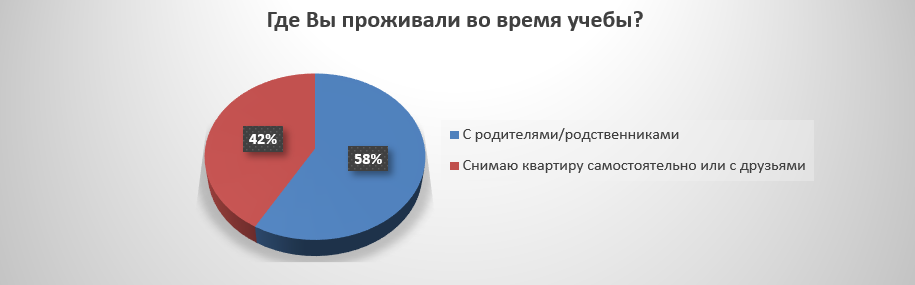 Где Вы проживали во время учебы?
42%
58%
С родителями/родственниками
Снимаю квартиру самостоятельно или с друзьями